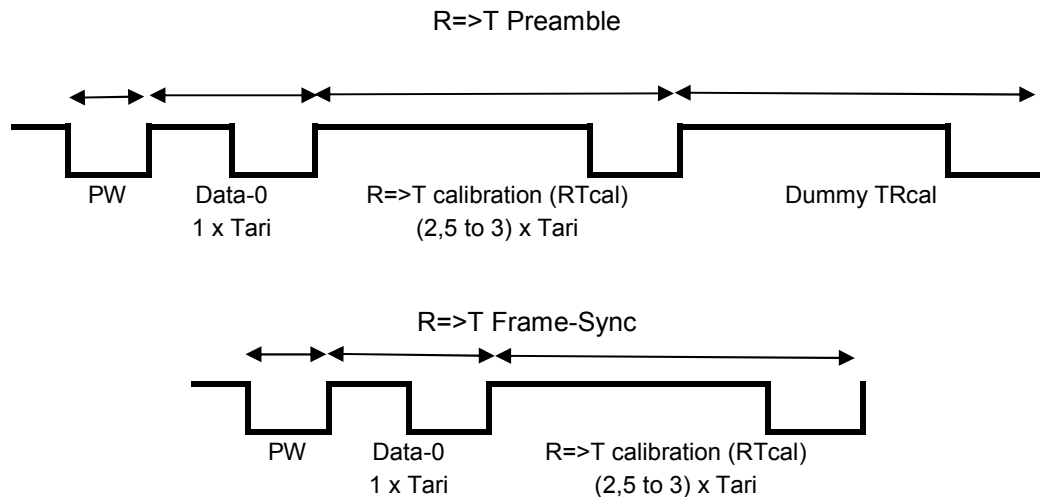 R=>T Preamble
PW
Data-0
1 x Tari
R=>T calibration (RTcal)
(2,5 to 3) x Tari
Dummy TRcal
R=>T Frame-Sync
PW
Data-0
1 x Tari
R=>T calibration (RTcal)
(2,5 to 3) x Tari